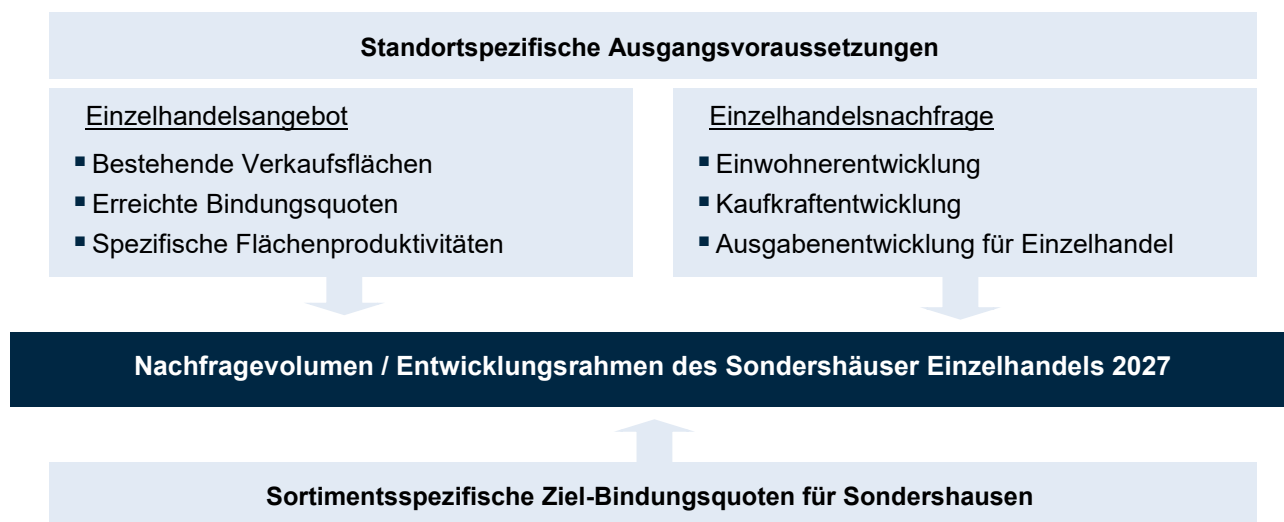 Standortspezifische Ausgangsvoraussetzungen
Einzelhandelsangebot
▪ Bestehende Verkaufsflächen
▪ Erreichte Bindungsquoten
▪ Spezifische Flächenproduktivitäten
Einzelhandelsnachfrage
▪ Einwohnerentwicklung
▪ Kaufkraftentwicklung
▪ Ausgabenentwicklung für Einzelhandel
Nachfragevolumen / Entwicklungsrahmen des Sondershäuser Einzelhandels 2027
Sortimentsspezifische Ziel-Bindungsquoten für Sondershausen